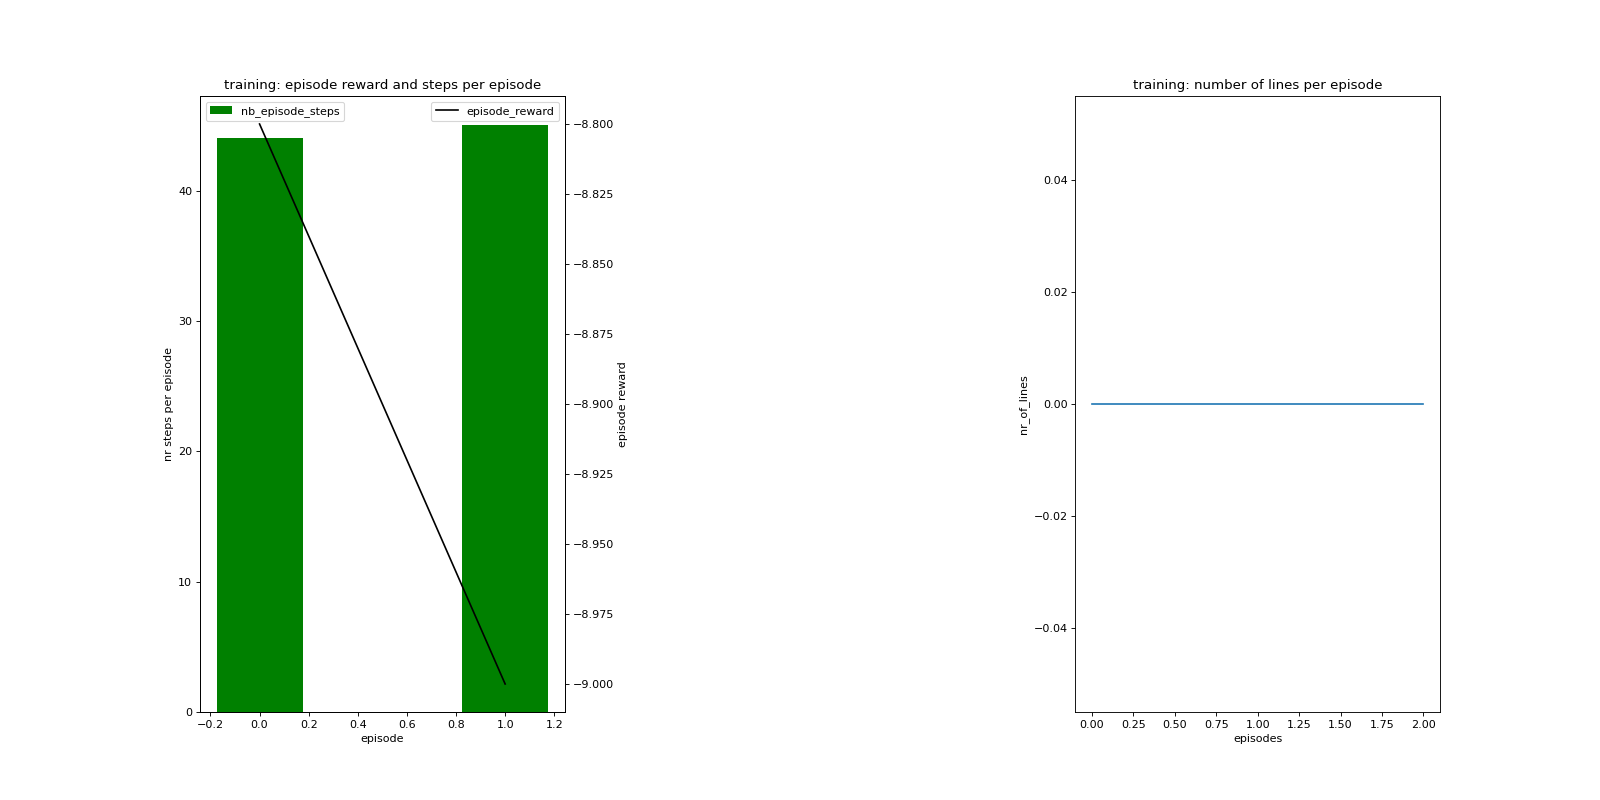 training: episode reward and steps per episode
nb_episode_steps
episode_reward
40
30
20
10
0
nr steps per episode
−8.800
−8.825
−8.850
−8.875
−8.900
−8.925
−8.950
−8.975
−9.000
episode reward
−0.2 0.0 0.2 0.4 0.6 0.8 1.0 1.2
episode
training: number of lines per episode
0.04
0.02
0.00
−0.02
−0.04
nr_of_lines
0.00 0.25 0.50 0.75 1.00 1.25 1.50 1.75 2.00
episodes